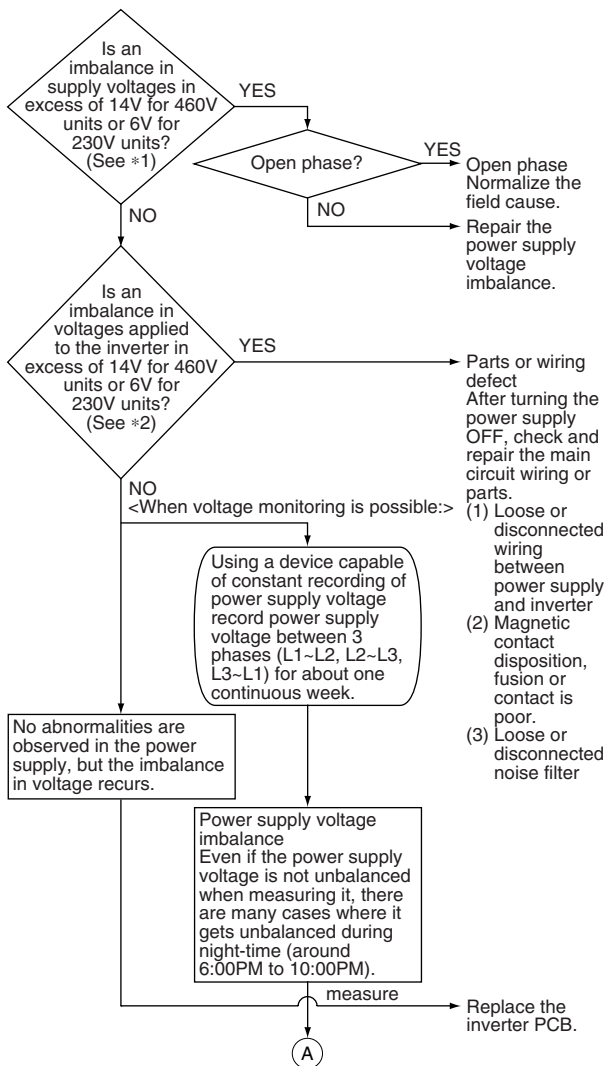 Is an
imbalance in
supply voltages in
excess of 14V for 460V
units or 6V for
230V units?
(See *1)
YES
NO
Open phase?
YES
Open phase
Normalize the
field cause.
NO
Repair the
power supply
voltage
imbalance.
Is an
imbalance in
voltages applied
to the inverter in
excess of 14V for 460V
units or 6V for
230V units?
(See *2)
YES
Parts or wiring
defect
After turning the
power supply
OFF, check and
repair the main
circuit wiring or
parts.
(1) Loose or
disconnected
wiring
between
power supply
and inverter
(2) Magnetic
contact
disposition,
fusion or
contact is
poor.
(3) Loose or
disconnected
noise filter
NO
<When voltage monitoring is possible:>
Using a device capable
of constant recording of
power supply voltage
record power supply
voltage between 3
phases (L1~L2, L2~L3,
L3~L1) for about one
continuous week.
No abnormalities are
observed in the power
supply, but the imbalance
in voltage recurs.
Power supply voltage
imbalance
Even if the power supply
voltage is not unbalanced
when measuring it, there
are many cases where it
gets unbalanced during
night-time (around
6:00PM to 10:00PM).
measure
Replace the
inverter PCB.
A